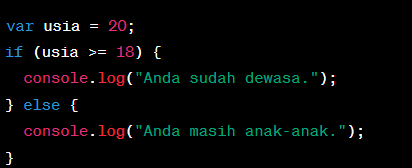 var usia = 20;
if (usia >= 18) {
  console.log("Anda sudah dewasa.");
} else {
  console.log("Anda masih anak-anak.");
}